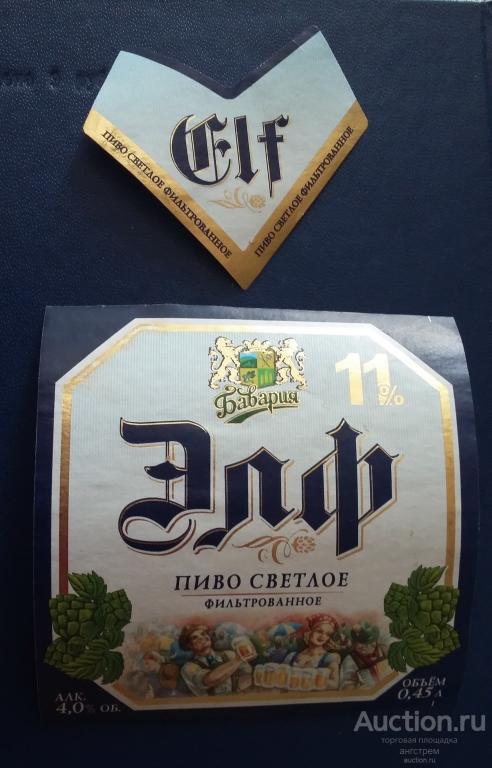 Elf
ПИВО СВЕТЛОЕ ФИЛЬТРОВАННОЕ
ПИВО СВЕТЛОЕ ФИЛЬТРОВАННОЕ
Бавария
11%
Элф
ПИВО СВЕТЛОЕ
ФИЛЬТРОВАННОЕ
АЛК.
4,0% ОБ.
ОБЪЁМ
0,45 Л
Auction.ru
торговая площадка
ангстрем
auction.ru